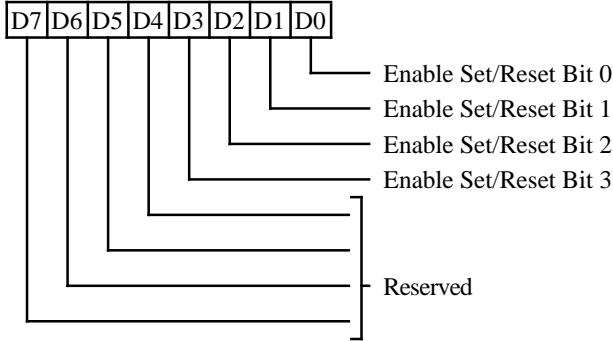 D7 D6 D5 D4 D3 D2 D1 D0
Enable Set/Reset Bit 0
Enable Set/Reset Bit 1
Enable Set/Reset Bit 2
Enable Set/Reset Bit 3
Reserved